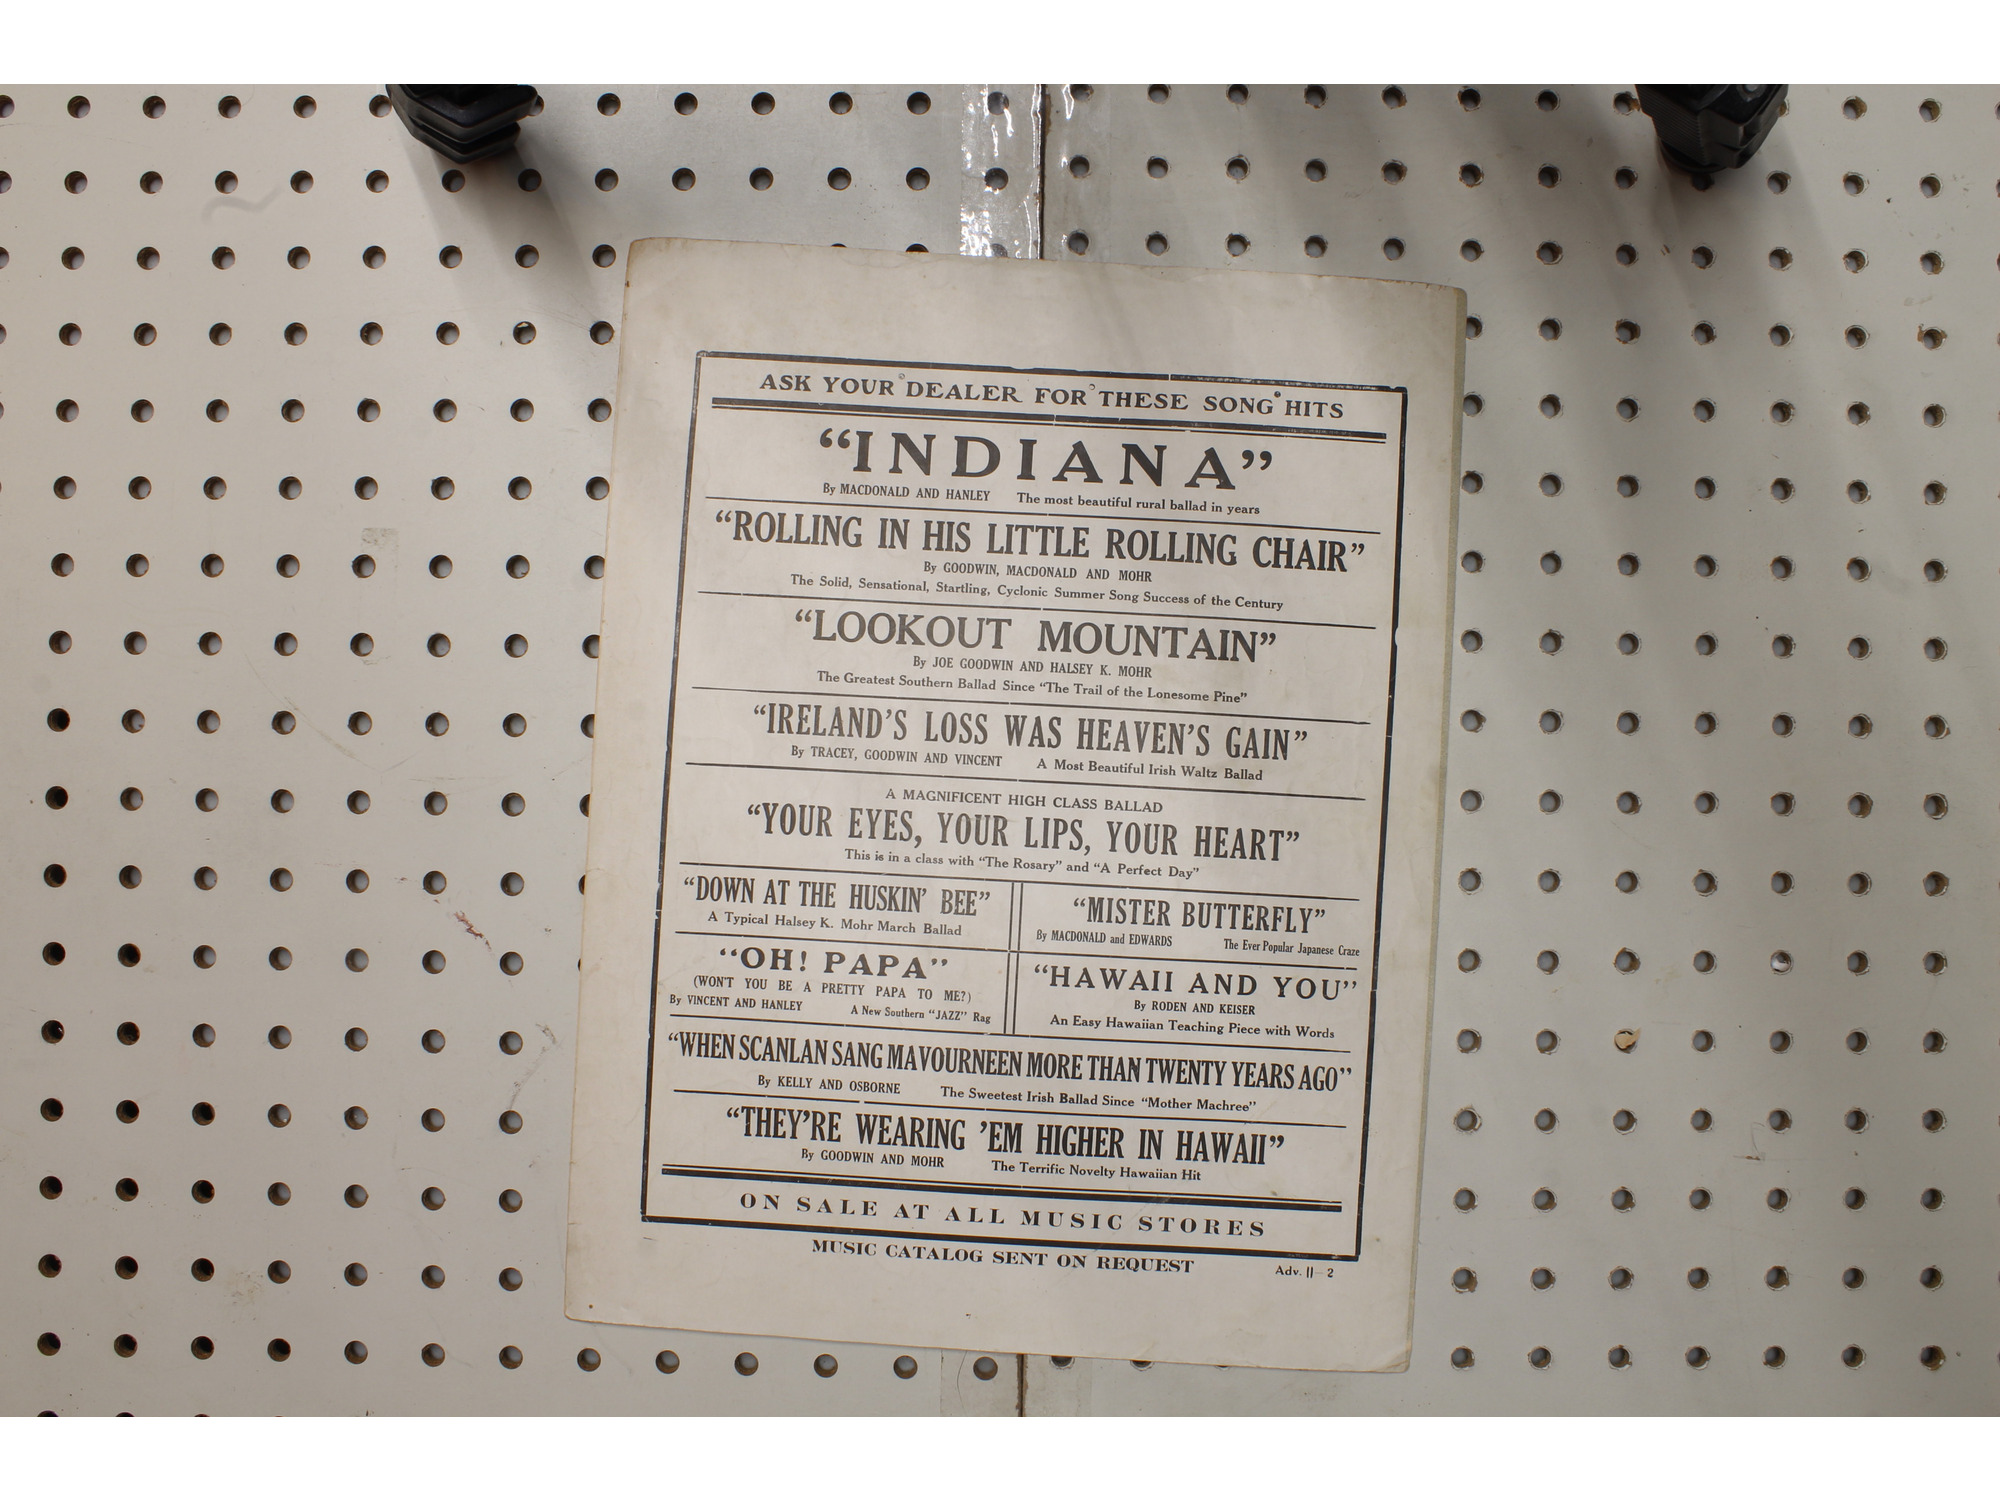 ASK YOUR DEALER FOR THESE SONG HITS
“INDIANA”
By MACDONALD AND HANLEY The most beautiful rural ballad in years
“ROLLING IN HIS LITTLE ROLLING CHAIR”
By GOODWIN, MACDONALD AND MOHR
The Solid, Sensational, Startling, Cyclonic Summer Song Success of the Century
“LOOKOUT MOUNTAIN”
By JOE GOODWIN AND HALSEY K. MOHR
The Greatest Southern Ballad Since “The Trail of the Lonesome Pine”
“IRELAND’S LOSS WAS HEAVEN’S GAIN”
By TRACEY, GOODWIN AND VINCENT A Most Beautiful Irish Waltz Ballad
A MAGNIFICENT HIGH CLASS BALLAD
“YOUR EYES, YOUR LIPS, YOUR HEART”
This is in a class with “The Rosary” and “A Perfect Day”
“DOWN AT THE HUSKIN’ BEE”
A Typical Halsey K. Mohr March Ballad
“MISTER BUTTERFLY”
By MACDONALD and EDWARDS The Ever Popular Japanese Craze
“OH! PAPA”
(WON’T YOU BE A PRETTY PAPA TO ME?)
By VINCENT AND HANLEY A New Southern “JAZZ” Rag
“HAWAII AND YOU”
By RODEN AND KEISER
An Easy Hawaiian Teaching Piece with Words
“WHEN SCANLAN SANG MAVOURNEEN MORE THAN TWENTY YEARS AGO”
By KELLY AND OSBORNE The Sweetest Irish Ballad Since “Mother Machree”
“THEY’RE WEARING ’EM HIGHER IN HAWAII”
By GOODWIN AND MOHR The Terrific Novelty Hawaiian Hit
ON SALE AT ALL MUSIC STORES
MUSIC CATALOG SENT ON REQUEST
Adv. 11—2